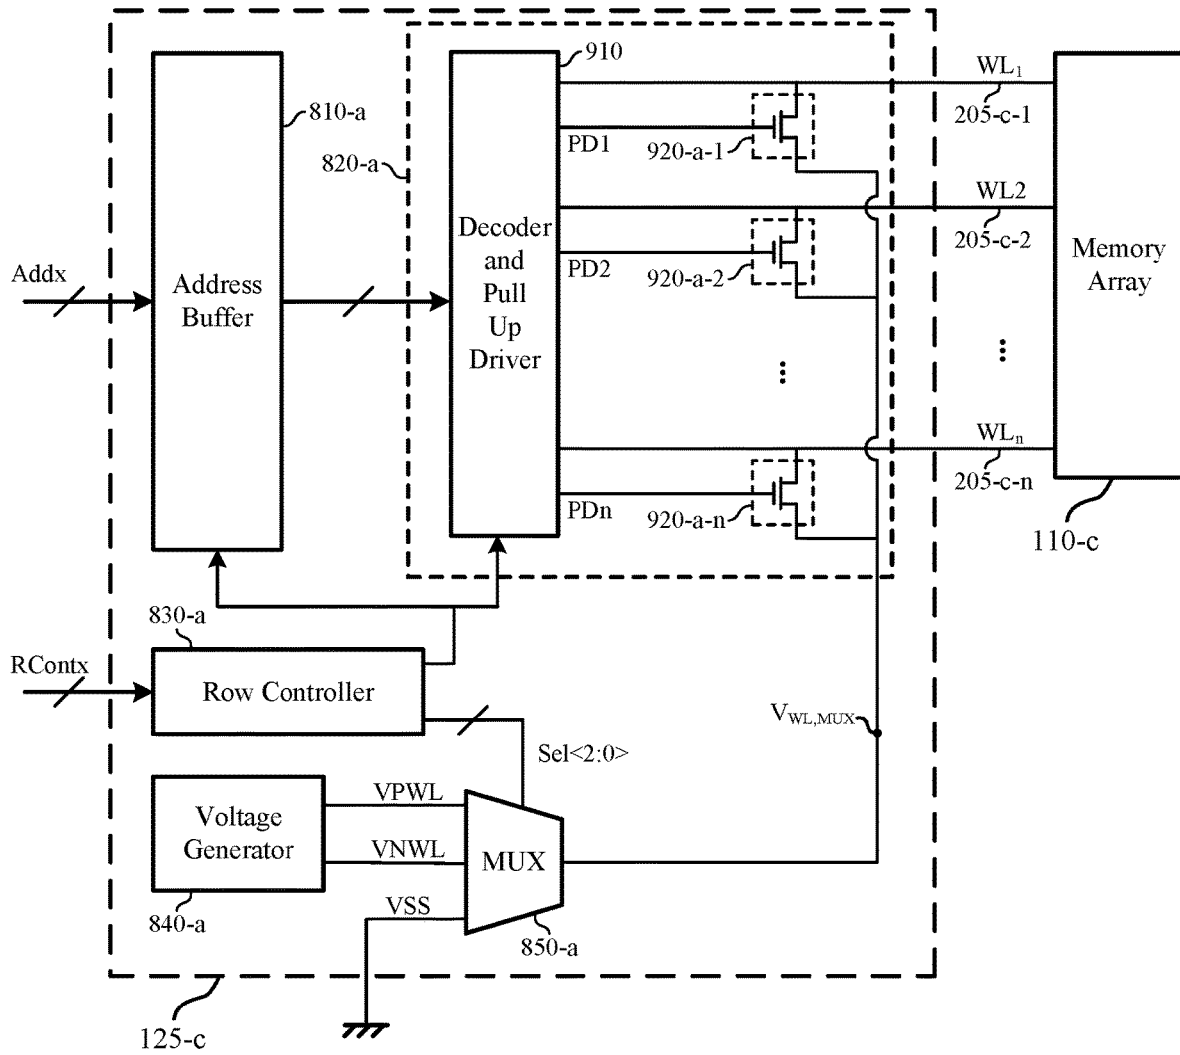 910
WL1
810-a
205-c-1
PD1
920-a-1
820-a
WL2
205-c-2
Decoder
and
Pull
Up
Driver
PD2
920-a-2
Memory
Array
Addx
Address
Buffer
...
...
WLn
205-c-n
PDn
920-a-n
110-c
830-a
RContx
Row Controller
VWL,MUX
Sel<2:0>
VPWL
Voltage
Generator
VNWL
MUX
VSS
840-a
850-a
125-c